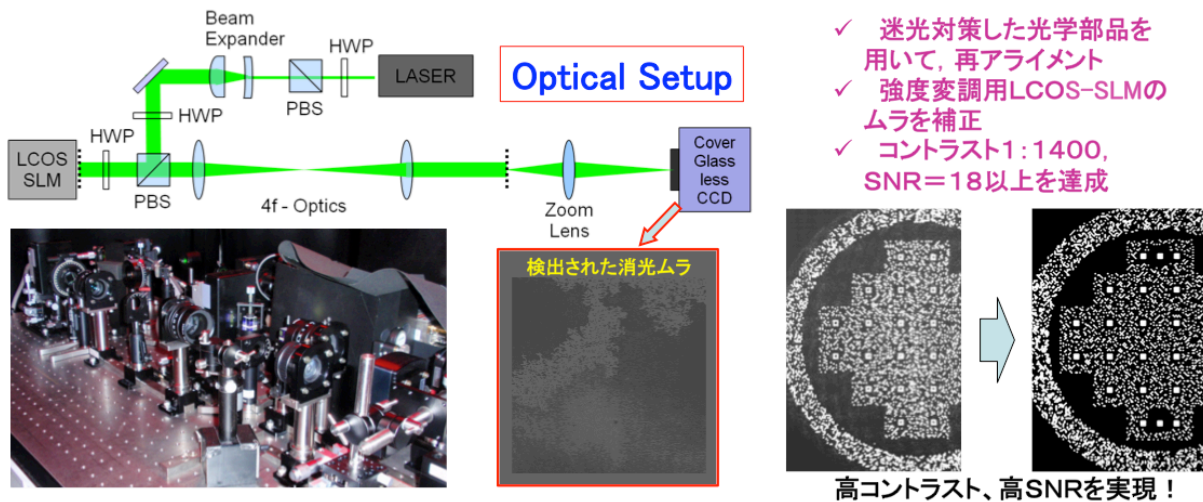 Beam
Expander
HWP
LASER
PBS
HWP
HWP
LCOS
SLM
PBS
4f - Optics
Zoom
Lens
Cover
Glass
less
CCD
Optical Setup
検出された消光ムラ
✓ 迷光対策した光学部品を
用いて, 再アライメント
✓ 強度変調用LCOS-SLMの
ムラを補正
✓ コントラスト1:1400,
SNR=18以上を達成
高コントラスト、高SNRを実現！